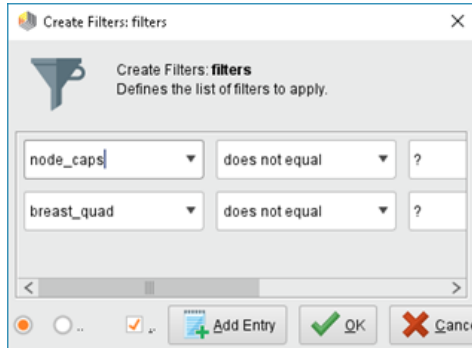 Create Filters: filters
Create Filters: filters
Defines the list of filters to apply.
node_caps does not equal ?
breast_quad does not equal ?
Add Entry OK Cance